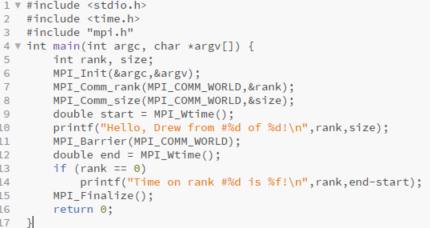 1 #include <stdio.h>
2 #include <time.h>
3 #include "mpi.h"
4 int main(int argc, char *argv[]) {
5     int rank, size;
6     MPI_Init(&argc,&argv);
7     MPI_Comm_rank(MPI_COMM_WORLD,&rank);
8     MPI_Comm_size(MPI_COMM_WORLD,&size);
9     double start = MPI_Wtime();
10     printf("Hello, Drew from #%d of %d!\n",rank,size);
11     MPI_Barrier(MPI_COMM_WORLD);
12     double end = MPI_Wtime();
13     if (rank == 0)
14         printf("Time on rank #%d is %f!\n",rank,end-start);
15     MPI_Finalize();
16     return 0;
17 }